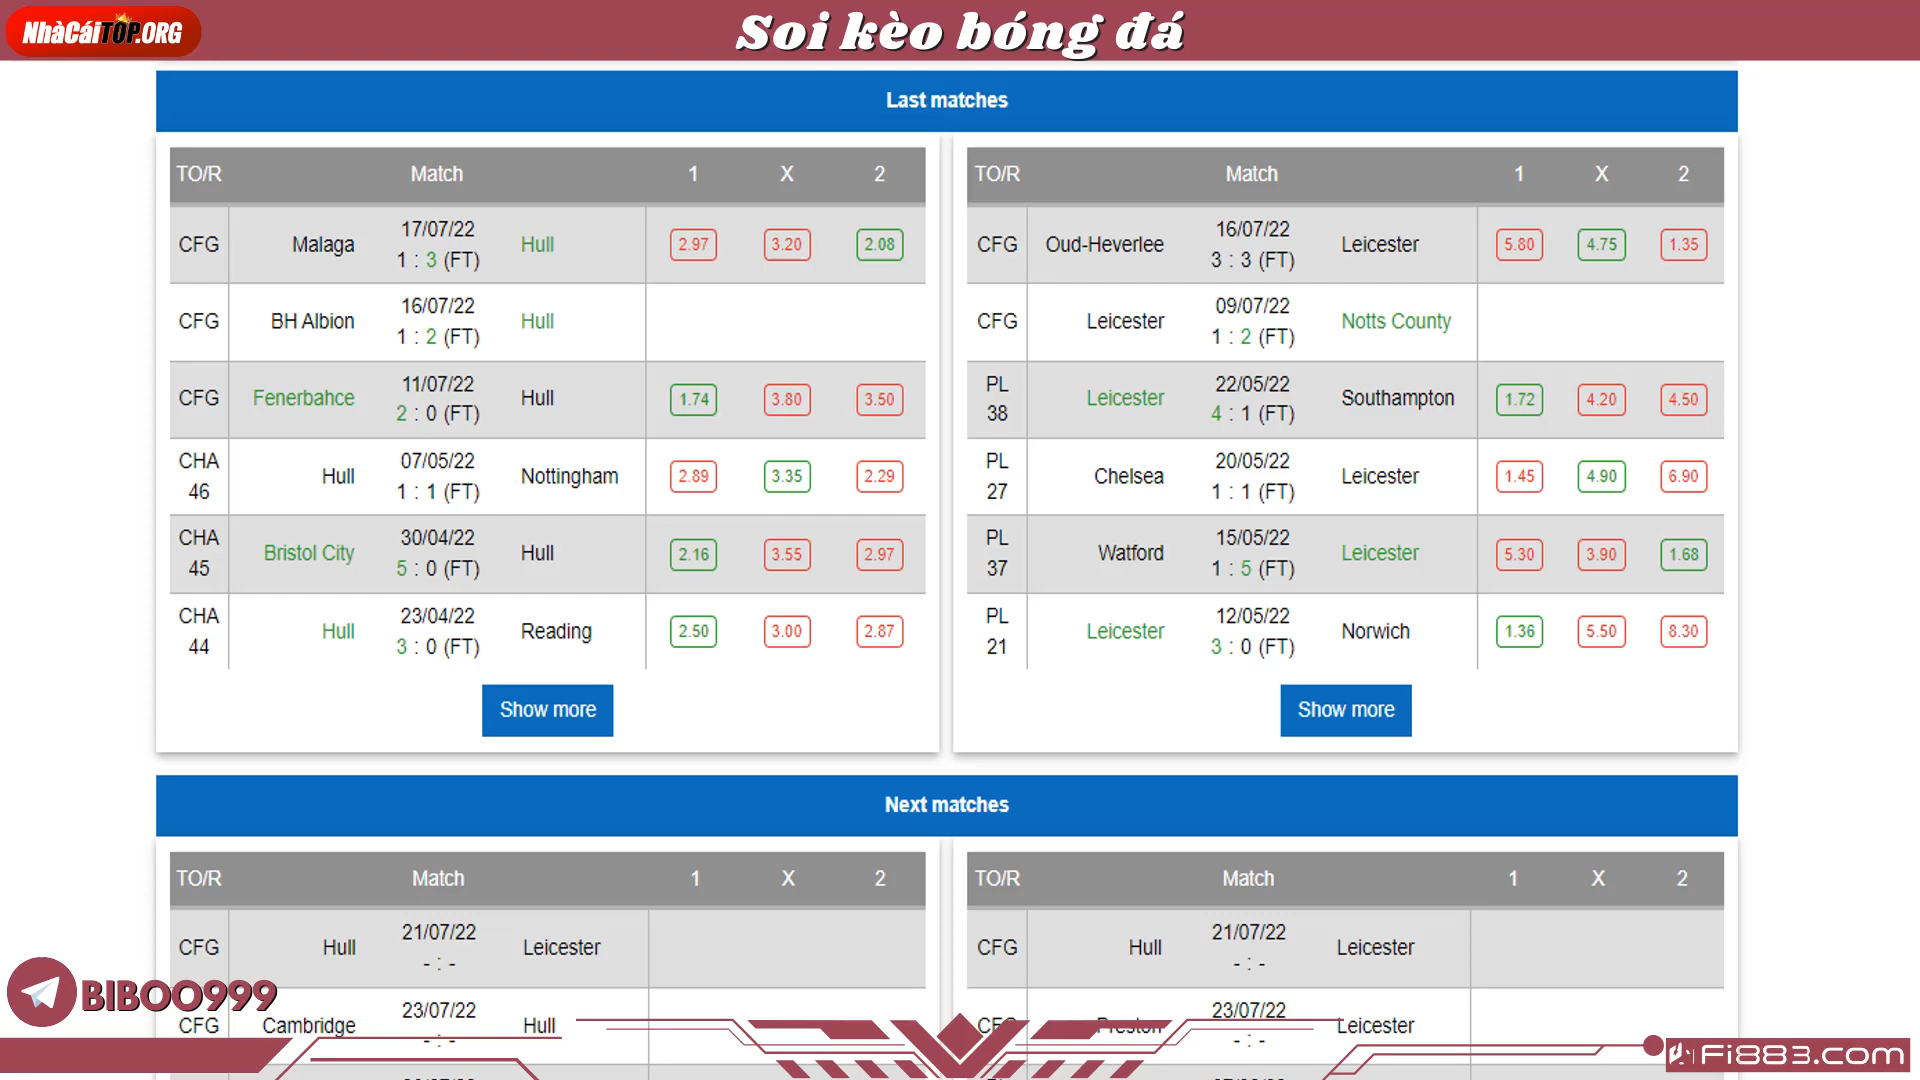 NhàCáiTOP.ORG
Soi kèo bóng đá
Last matches
TO/R Match 1 X 2
CFG Malaga 17/07/22 1 : 3 (FT) Hull 2.97 3.20 2.08
CFG BH Albion 16/07/22 1 : 2 (FT) Hull
CFG Fenerbahce 11/07/22 2 : 0 (FT) Hull 1.74 3.80 3.50
CHA 46 Hull 07/05/22 1 : 1 (FT) Nottingham 2.89 3.35 2.29
CHA 45 Bristol City 30/04/22 5 : 0 (FT) Hull 2.16 3.55 2.97
CHA 44 Hull 23/04/22 3 : 0 (FT) Reading 2.50 3.00 2.87
Show more
TO/R Match 1 X 2
CFG Oud-Heverlee 16/07/22 3 : 3 (FT) Leicester 5.80 4.75 1.35
CFG Leicester 09/07/22 1 : 2 (FT) Notts County
PL 38 Leicester 22/05/22 4 : 1 (FT) Southampton 1.72 4.20 4.50
PL 27 Chelsea 20/05/22 1 : 1 (FT) Leicester 1.45 4.90 6.90
PL 37 Watford 15/05/22 1 : 5 (FT) Leicester 5.30 3.90 1.68
PL 21 Leicester 12/05/22 3 : 0 (FT) Norwich 1.36 5.50 8.30
Show more
Next matches
TO/R Match 1 X 2
CFG Hull 21/07/22 - : - Leicester
CFG Cambridge 23/07/22 - : - Hull
TO/R Match 1 X 2
CFG Hull 21/07/22 - : - Leicester
CFG Preston 23/07/22 - : - Leicester
BIBOO999
Fi883.com